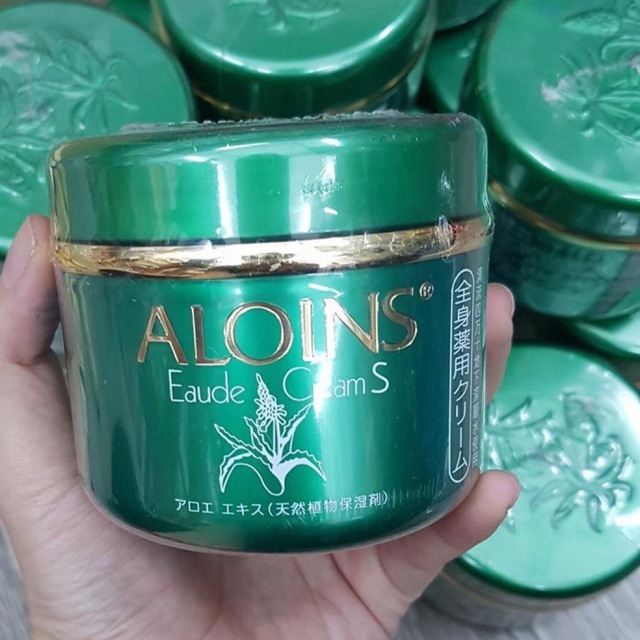 ALOINS®
Eaude Cream S
アロエ エキス(天然植物保湿剤)
全身薬用クリーム